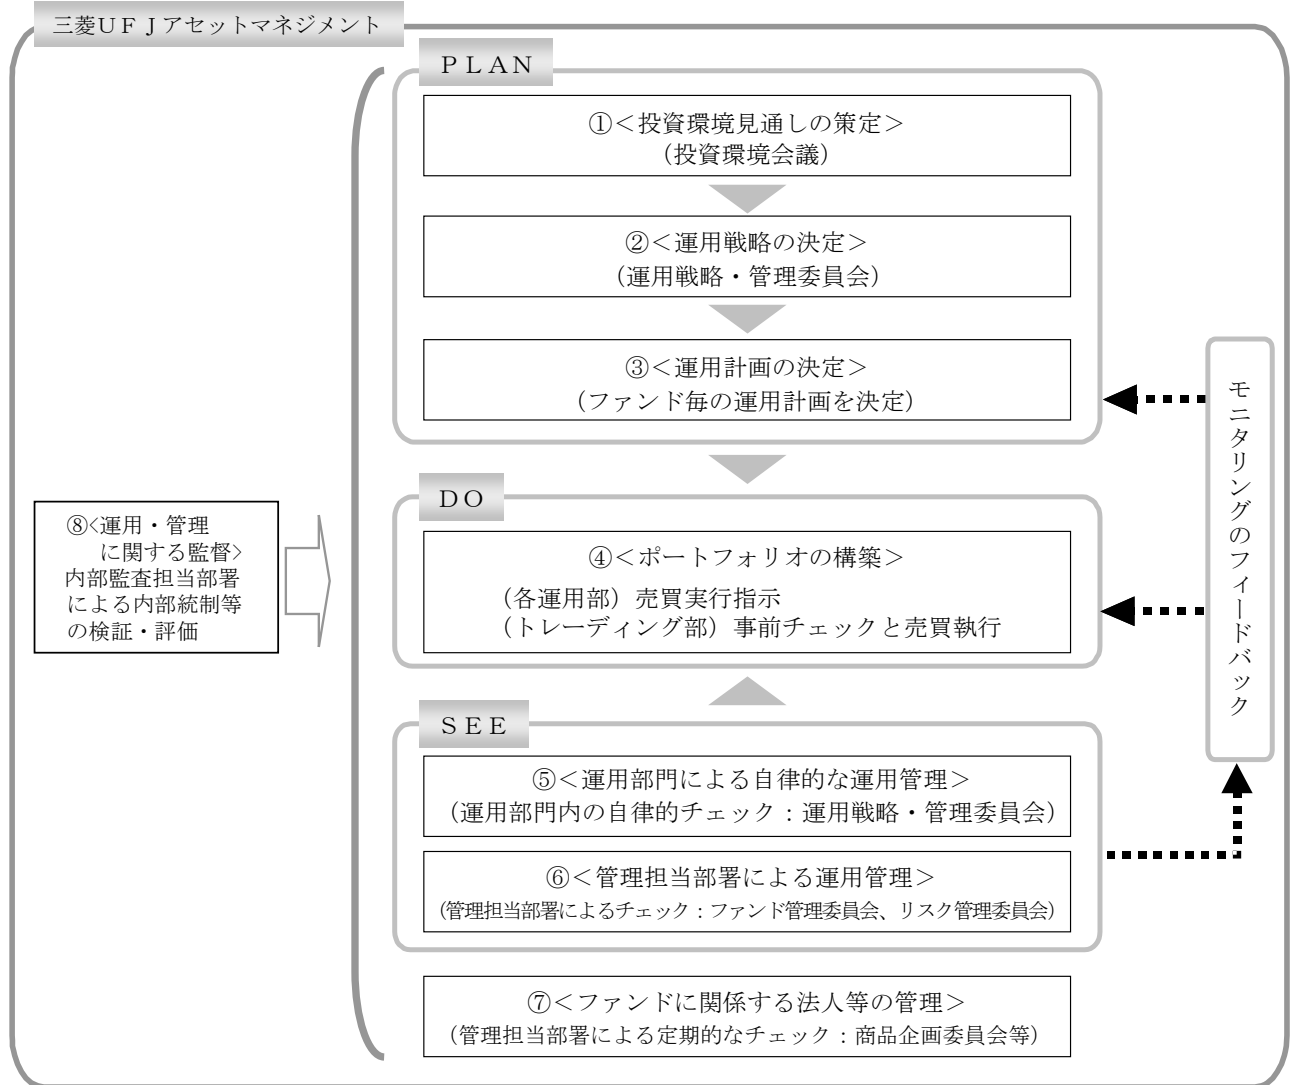 三菱ＵＦＪアセットマネジメント
ＰＬＡＮ
①＜投資環境見通しの策定＞
（投資環境会議）
②＜運用戦略の決定＞
（運用戦略・管理委員会）
③＜運用計画の決定＞
（ファンド毎の運用計画を決定）
ＤＯ
④＜ポートフォリオの構築＞
（各運用部）売買実行指示
（トレーディング部）事前チェックと売買執行
ＳＥＥ
⑤＜運用部門による自律的な運用管理＞
（運用部門内の自律的チェック：運用戦略・管理委員会）
⑥＜管理担当部署による運用管理＞
（管理担当部署によるチェック：ファンド管理委員会、リスク管理委員会）
⑦＜ファンドに関係する法人等の管理＞
（管理担当部署による定期的なチェック：商品企画委員会等）
⑧<運用・管理
に関する監督>
内部監査担当部署
による内部統制等
の検証・評価
モニタリングのフィードバック